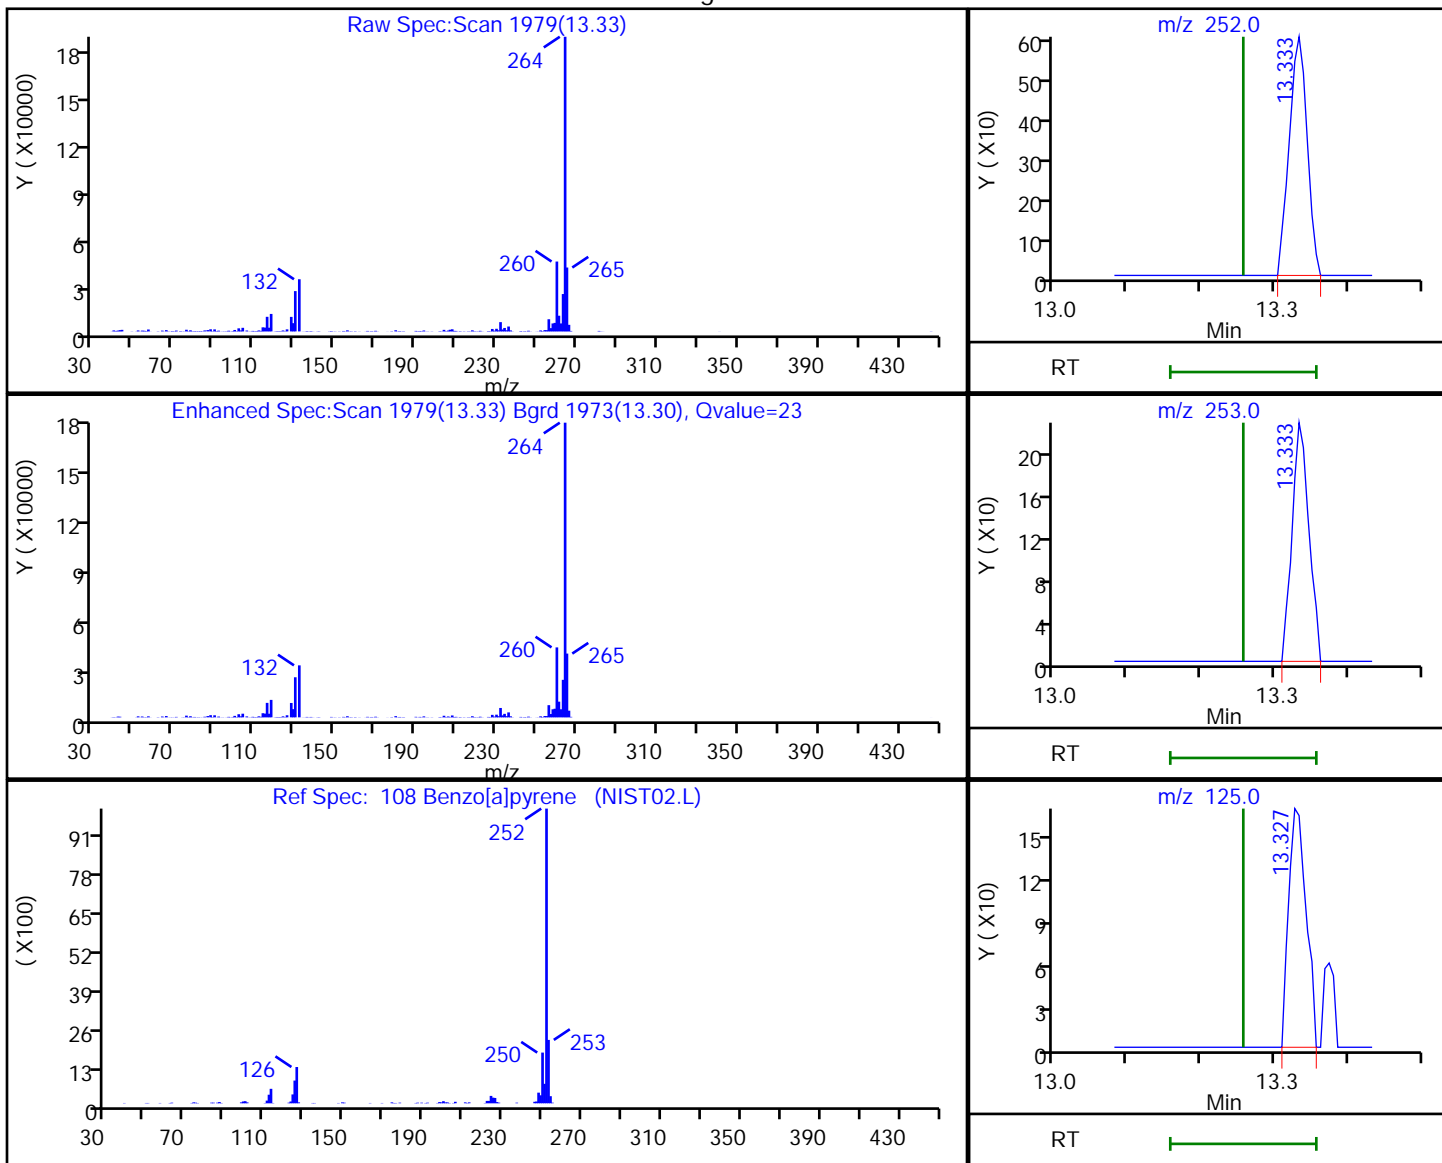 Raw Spec:Scan 1979(13.33)
Y ( X10000)
18
15
12
9
6
3
0
264
260
265
132
30 70 110 150 190 230 270 310 350 390 430
m/z
m/z 252.0
Y ( X10)
60
50
40
30
20
10
0
13.333
13.0 13.3
Min
RT
Enhanced Spec:Scan 1979(13.33) Bgrd 1973(13.30), Qvalue=23
Y ( X10000)
18
15
12
9
6
3
0
264
260
265
132
30 70 110 150 190 230 270 310 350 390 430
m/z
m/z 253.0
Y ( X10)
20
16
12
8
4
0
13.333
13.0 13.3
Min
RT
Ref Spec: 108 Benzo[a]pyrene (NIST02.L)
( X100)
91
78
65
52
39
26
13
0
252
250
253
126
30 70 110 150 190 230 270 310 350 390 430
m/z 125.0
Y ( X10)
15
12
9
6
3
0
13.327
13.0 13.3
Min
RT